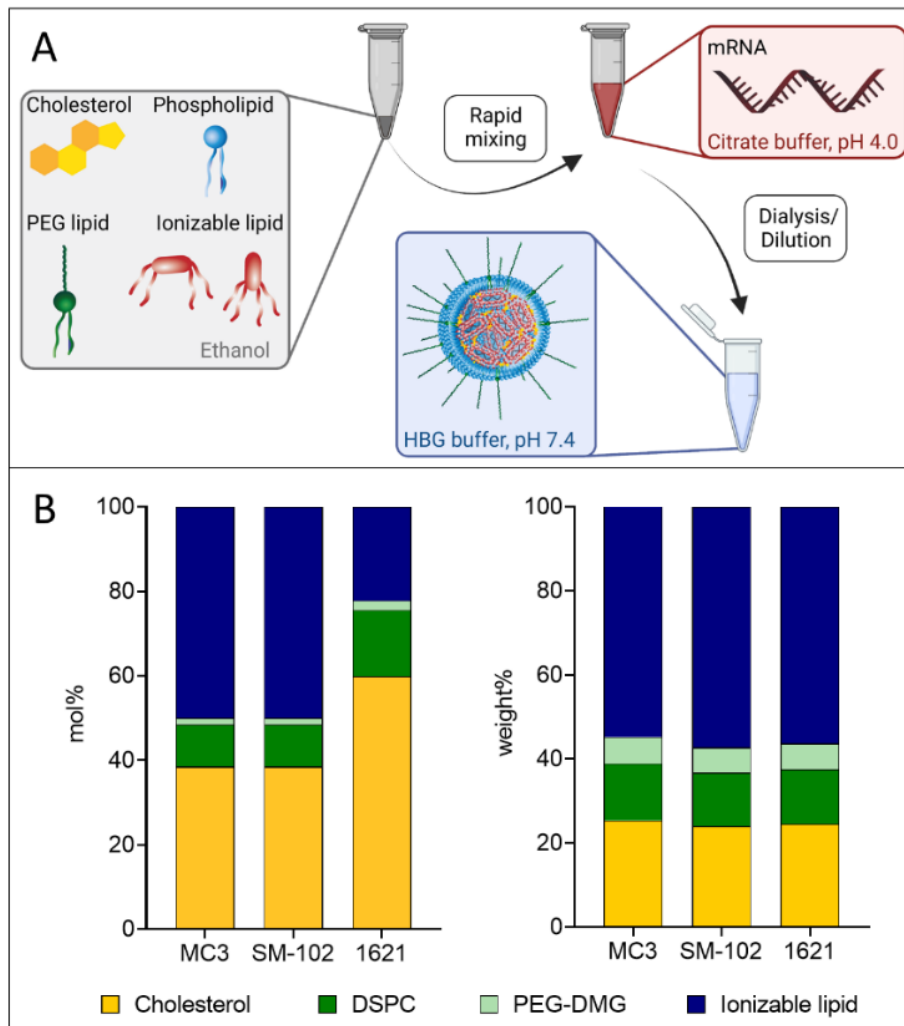 A
Cholesterol
Phospholipid
PEG lipid
Ionizable lipid
Ethanol
Rapid
mixing
mRNA
Citrate buffer, pH 4.0
Dialysis/
Dilution
HBG buffer, pH 7.4
B
100
80
60
40
20
0
mol%
MC3 SM-102 1621
100
80
60
40
20
0
weight%
MC3 SM-102 1621
Cholesterol DSPC PEG-DMG Ionizable lipid